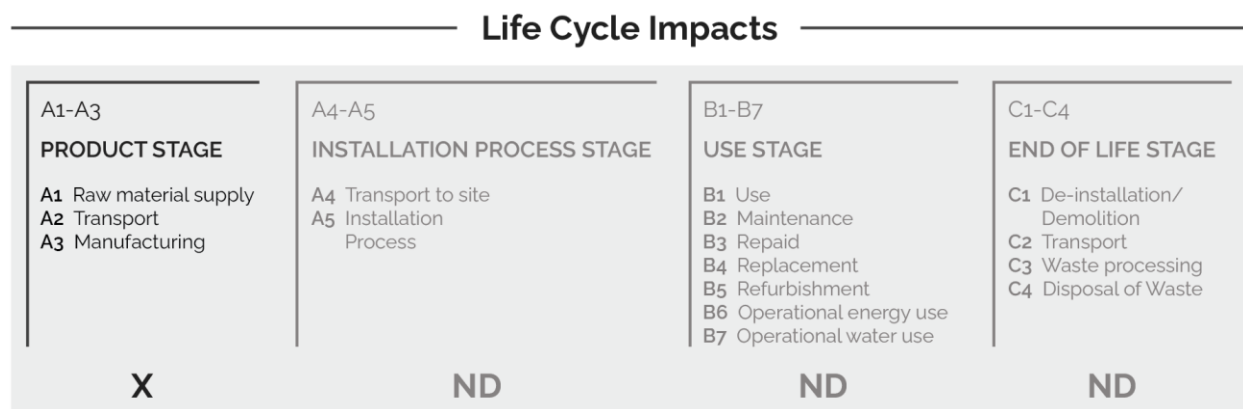 Life Cycle Impacts
A1-A3
PRODUCT STAGE
A1 Raw material supply
A2 Transport
A3 Manufacturing
X
A4-A5
INSTALLATION PROCESS STAGE
A4 Transport to site
A5 Installation
Process
ND
B1-B7
USE STAGE
B1 Use
B2 Maintenance
B3 Repaid
B4 Replacement
B5 Refurbishment
B6 Operational energy use
B7 Operational water use
ND
C1-C4
END OF LIFE STAGE
C1 De-installation/
Demolition
C2 Transport
C3 Waste processing
C4 Disposal of Waste
ND